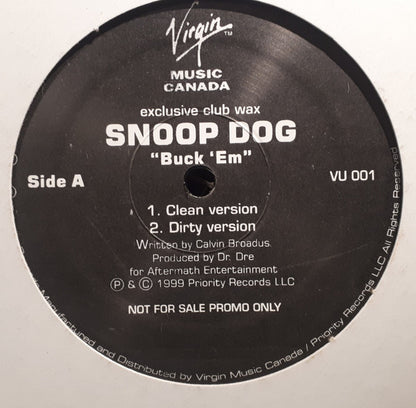 Virgin TM
MUSIC
CANADA
exclusive club wax
SNOOP DOG
"Buck 'Em"
Side A
VU 001
1. Clean version
2. Dirty version
Written by Calvin Broadus
Produced by Dr. Dre
for Aftermath Entertainment
Ⓟ & © 1999 Priority Records LLC
NOT FOR SALE PROMO ONLY
Manufactured and Distributed by Virgin Music Canada / Priority Records LLC All Rights Reserved